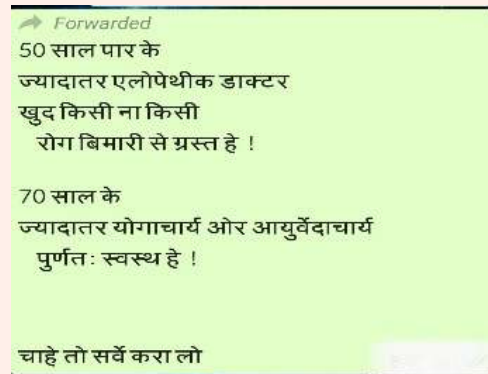 Forwarded
50 साल पार के
ज्यादातर एलोपेथीक डाक्टर
खुद किसी ना किसी
रोग बिमारी से ग्रस्त हे !
70 साल के
ज्यादातर योगाचार्य ओर आयुर्वेदाचार्य
पुर्णतः स्वस्थ हे !
चाहे तो सर्वे करा लो